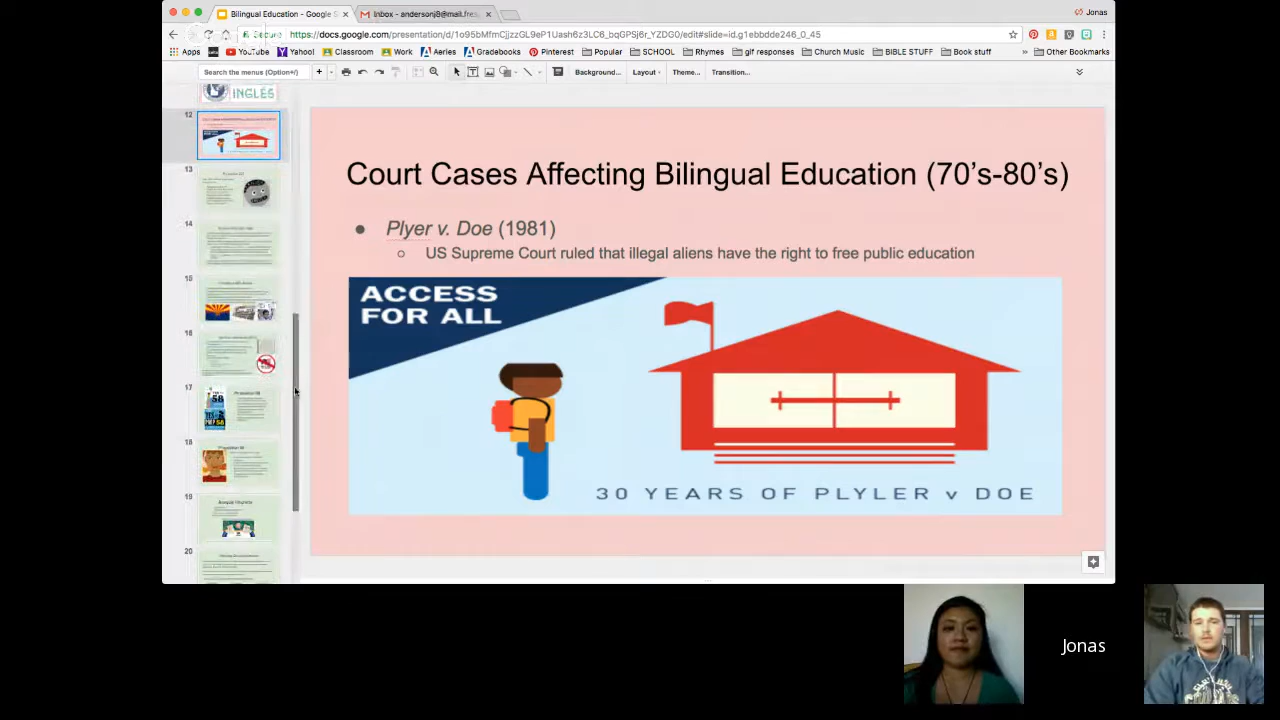 Bilingual Education - Google S
Inbox - andersonj8@mail.fres
Jonas
Secure
https://docs.google.com/presentation/d/1o95bMfmCjzzGL9eP1Uash6z3LC6_bqGPSj6r_YZDG0/edit#slide=id.g1ebbdde246_0_45
Apps
YouTube
Yahoo!
Classroom
Work
Aeries
Gradebooks
Pinterest
Popular
SDCOL
Rhymes
gif responses
Church Music
BIBLE STUFF
Book stuff
»
Other Bookmarks
Search the menus (Option+/)
Background...
Layout
Theme...
Transition...
INGLÉS
12
13
14
15
16
17
18
19
20
Court Cases Affecting Bilingual Education (70's-80's)
● Plyer v. Doe (1981)
○ US Supreme Court ruled that illegal aliens have the right to free public education
ACCESS
FOR ALL
30 YEARS OF PLYLER v DOE
Jonas